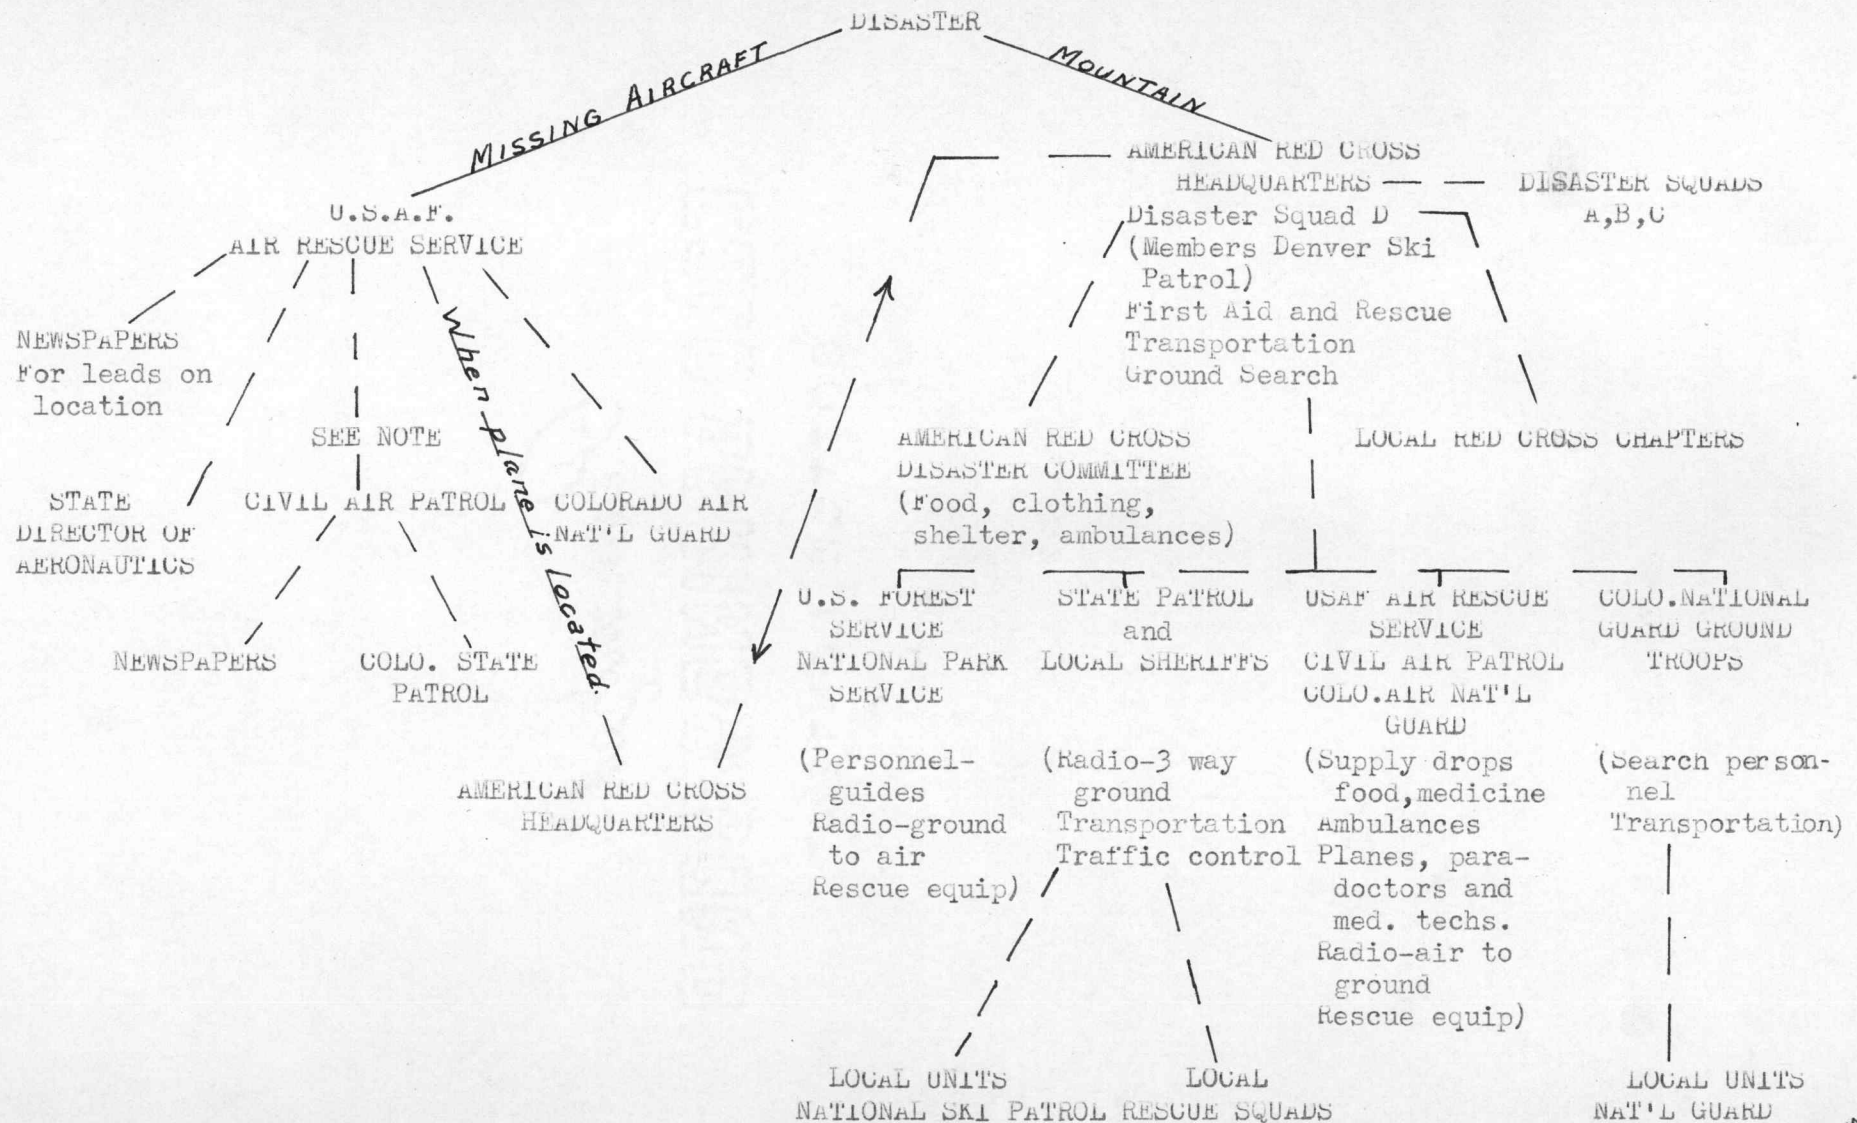 DISASTER
MISSING AIRCRAFT
MOUNTAIN
U.S.A.F.
AIR RESCUE SERVICE
NEWSPAPERS
For leads on
location
STATE
DIRECTOR OF
AERONAUTICS
SEE NOTE
CIVIL AIR PATROL
When plane is located.
COLORADO AIR
NAT'L GUARD
NEWSPAPERS
COLO. STATE
PATROL
AMERICAN RED CROSS
HEADQUARTERS
AMERICAN RED CROSS
HEADQUARTERS
DISASTER SQUADS
A,B,C
Disaster Squad D
(Members Denver Ski
Patrol)
First Aid and Rescue
Transportation
Ground Search
AMERICAN RED CROSS
DISASTER COMMITTEE
(Food, clothing,
shelter, ambulances)
LOCAL RED CROSS CHAPTERS
U.S. FOREST
SERVICE
NATIONAL PARK
SERVICE
(Personnel-
guides
Radio-ground
to air
Rescue equip)
STATE PATROL
and
LOCAL SHERIFFS
(Radio-3 way
ground
Transportation
Traffic control
USAF AIR RESCUE
SERVICE
CIVIL AIR PATROL
COLO.AIR NAT'L
GUARD
(Supply drops
food,medicine
Ambulances
Planes, para-
doctors and
med. techs.
Radio-air to
ground
Rescue equip)
COLO.NATIONAL
GUARD GROUND
TROOPS
(Search person-
nel
Transportation)
LOCAL UNITS
NATIONAL SKI PATROL
LOCAL
RESCUE SQUADS
LOCAL UNITS
NAT'L GUARD